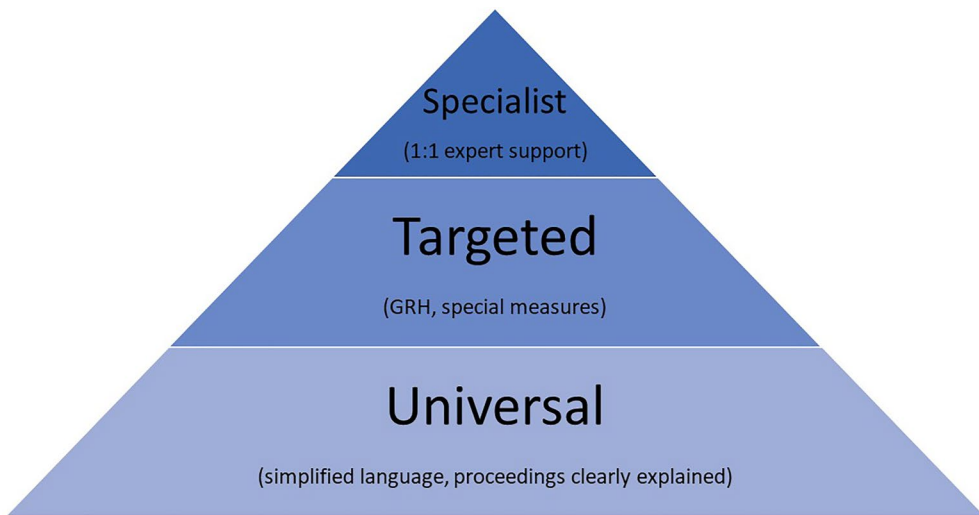 Specialist
(1:1 expert support)
Targeted
(GRH, special measures)
Universal
(simplified language, proceedings clearly explained)